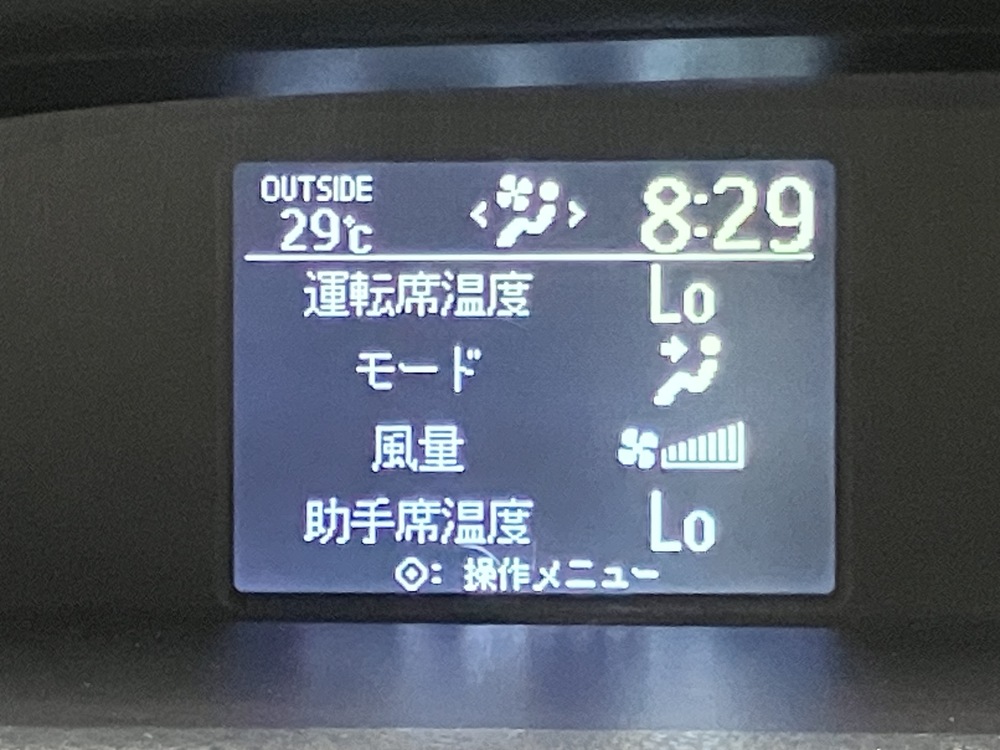 OUTSIDE
29℃
8:29
運転席温度 Lo
モード
風量
助手席温度 Lo
: 操作メニュー